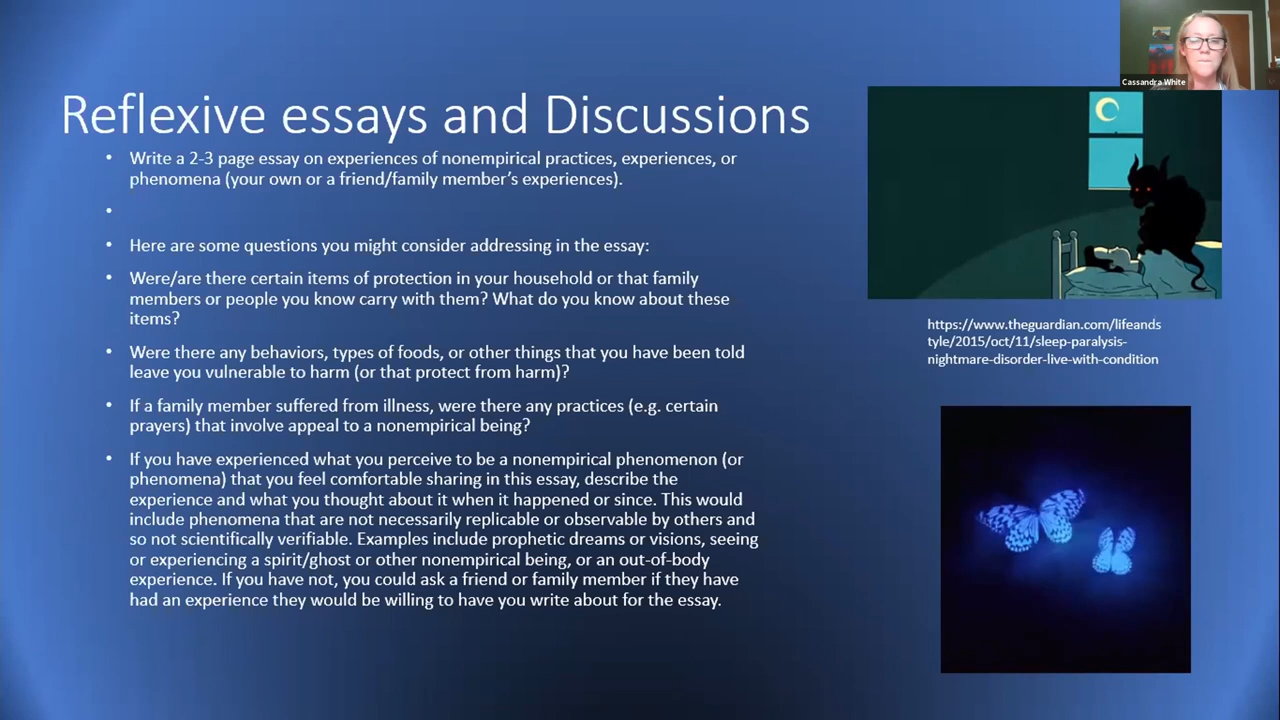 Cassandra White
Reflexive essays and Discussions
• Write a 2-3 page essay on experiences of nonempirical practices, experiences, or
phenomena (your own or a friend/family member's experiences).
•
• Here are some questions you might consider addressing in the essay:
• Were/are there certain items of protection in your household or that family
members or people you know carry with them? What do you know about these
items?
• Were there any behaviors, types of foods, or other things that you have been told
leave you vulnerable to harm (or that protect from harm)?
• If a family member suffered from illness, were there any practices (e.g. certain
prayers) that involve appeal to a nonempirical being?
• If you have experienced what you perceive to be a nonempirical phenomenon (or
phenomena) that you feel comfortable sharing in this essay, describe the
experience and what you thought about it when it happened or since. This would
include phenomena that are not necessarily replicable or observable by others and
so not scientifically verifiable. Examples include prophetic dreams or visions, seeing
or experiencing a spirit/ghost or other nonempirical being, or an out-of-body
experience. If you have not, you could ask a friend or family member if they have
had an experience they would be willing to have you write about for the essay.
https://www.theguardian.com/lifeands
tyle/2015/oct/11/sleep-paralysis-
nightmare-disorder-live-with-condition